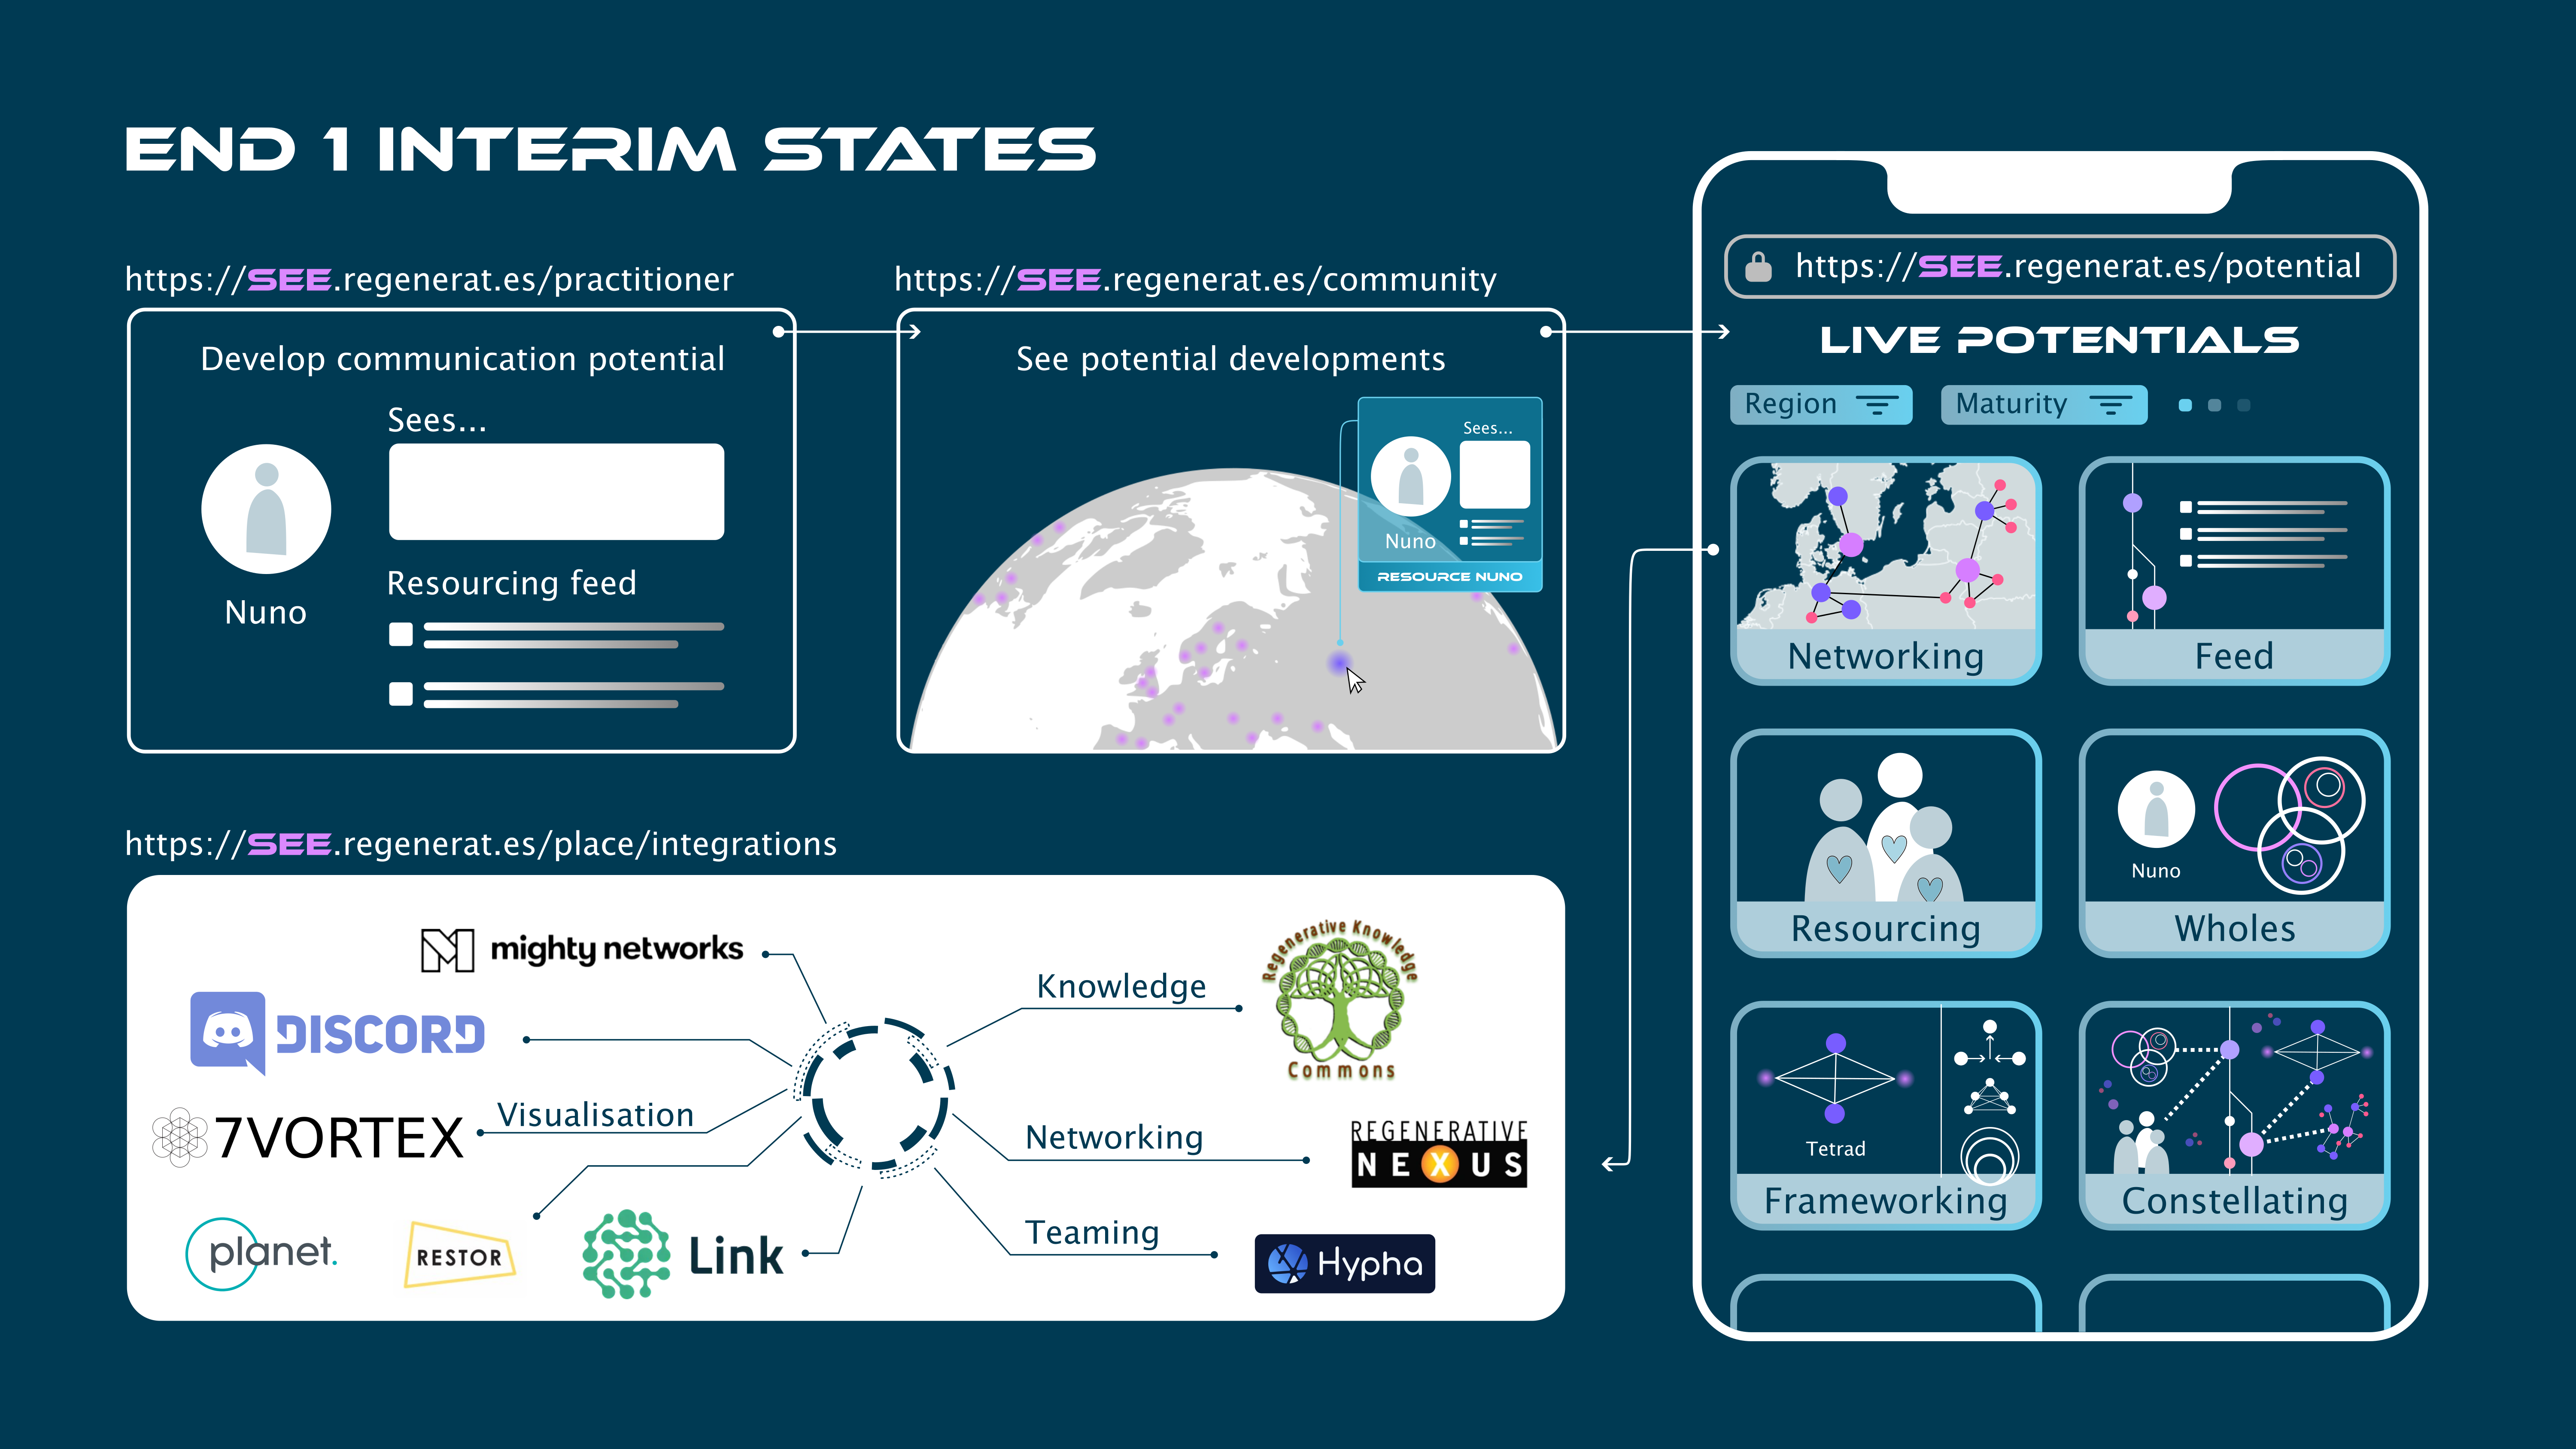 END 1 INTERIM STATES
https://SEE.regenerat.es/practitioner
Develop communication potential
Sees...
Nuno
Resourcing feed
https://SEE.regenerat.es/community
See potential developments
Sees...
Nuno
RESOURCE NUNO
https://SEE.regenerat.es/potential
LIVE POTENTIALS
Region
Maturity
Networking
Feed
Resourcing
Nuno
Wholes
Tetrad
Frameworking
Constellating
https://SEE.regenerat.es/place/integrations
mighty networks
DISCORD
7VORTEX
Visualisation
planet.
RESTOR
Link
Knowledge
Regenerative Knowledge
Commons
Networking
REGENERATIVE
NEXUS
Teaming
Hypha